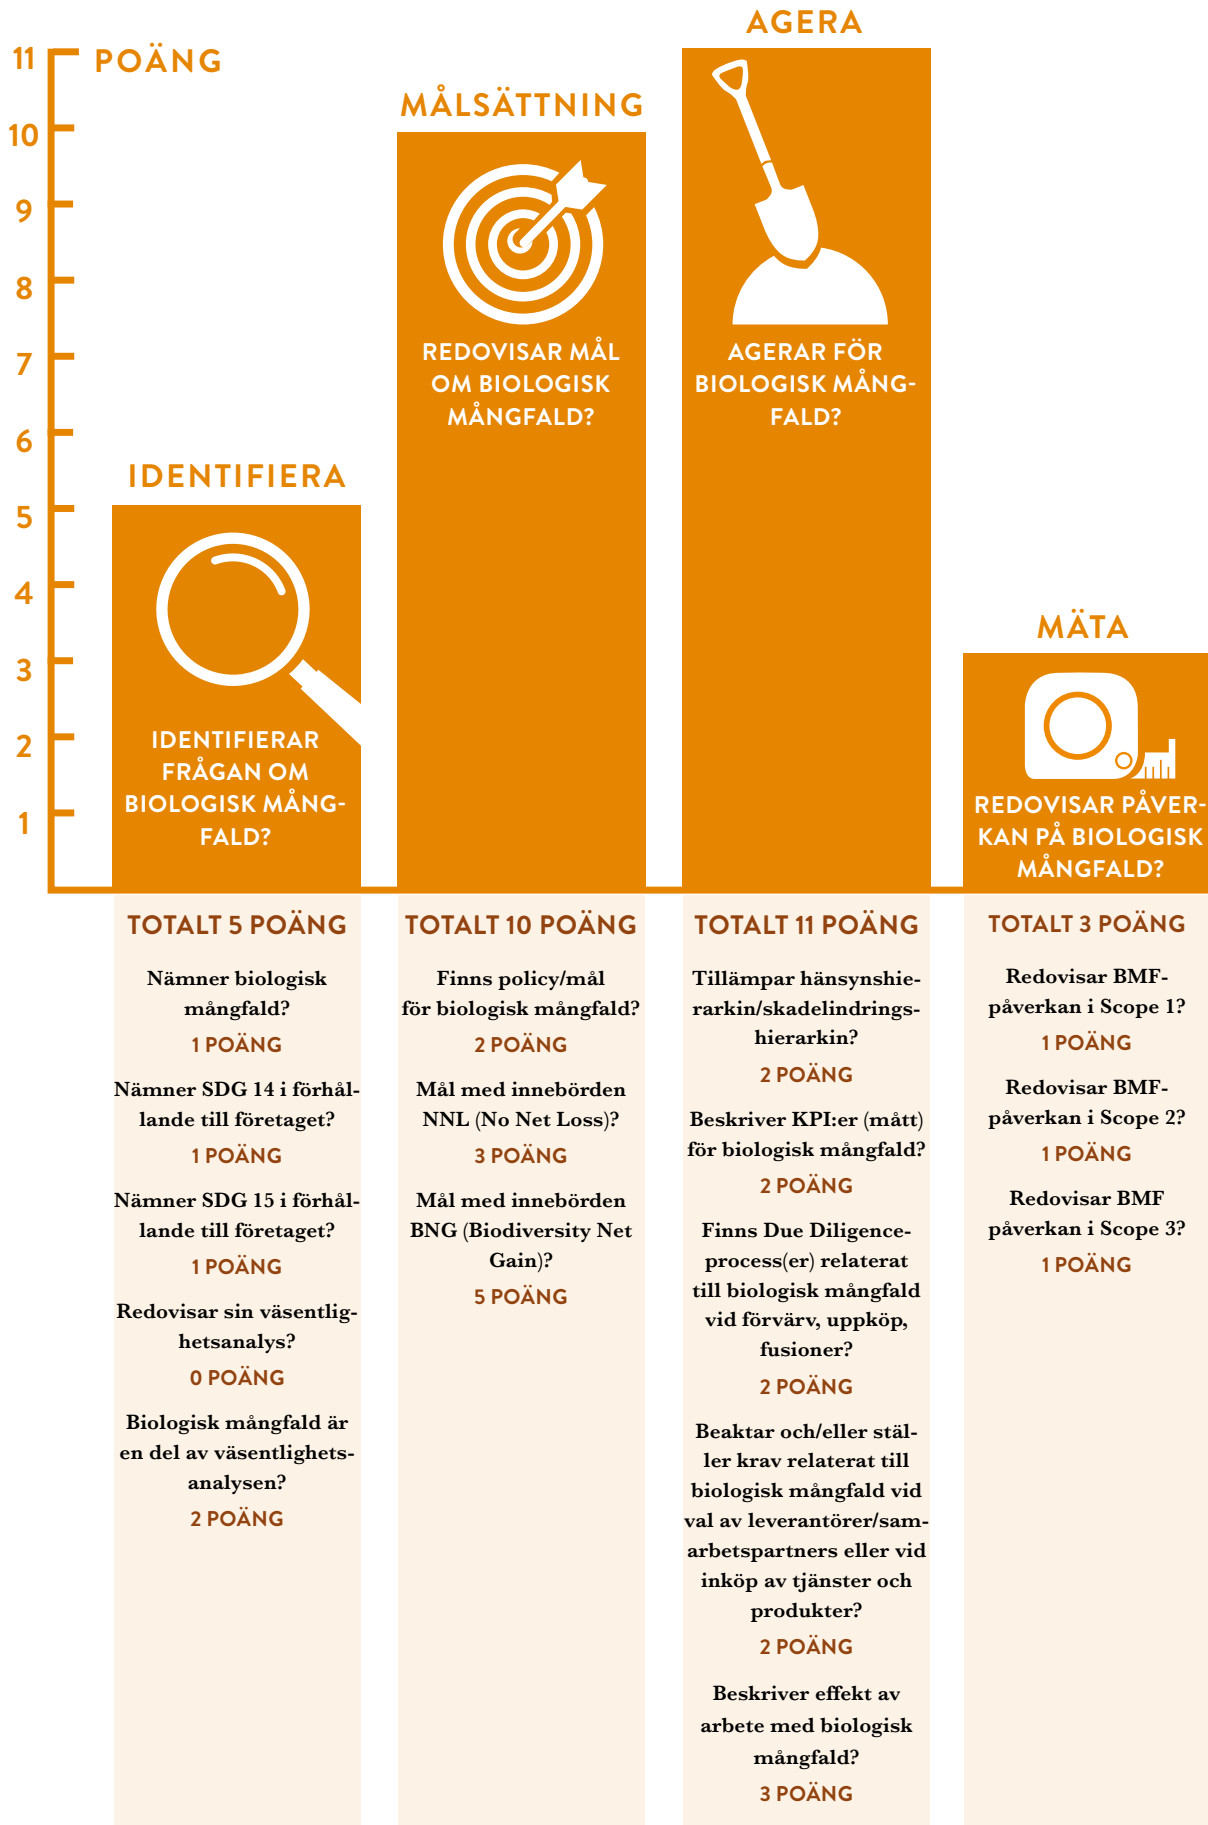 POÄNG
11
10
9
8
7
6
5
4
3
2
1
IDENTIFIERA
IDENTIFIERAR
FRÅGAN OM
BIOLOGISK MÅNG-
FALD?
TOTALT 5 POÄNG
Nämner biologisk
mångfald?
1 POÄNG
Nämner SDG 14 i förhål-
lande till företaget?
1 POÄNG
Nämner SDG 15 i förhål-
lande till företaget?
1 POÄNG
Redovisar sin väsentlig-
hetsanalys?
0 POÄNG
Biologisk mångfald är
en del av väsentlighets-
analysen?
2 POÄNG
MÅLSÄTTNING
REDOVISAR MÅL
OM BIOLOGISK
MÅNGFALD?
TOTALT 10 POÄNG
Finns policy/mål
för biologisk mångfald?
2 POÄNG
Mål med innebörden
NNL (No Net Loss)?
3 POÄNG
Mål med innebörden
BNG (Biodiversity Net
Gain)?
5 POÄNG
AGERA
AGERAR FÖR
BIOLOGISK MÅNG-
FALD?
TOTALT 11 POÄNG
Tillämpar hänsynshie-
rarkin/skadelindrings-
hierarkin?
2 POÄNG
Beskriver KPI:er (mått)
för biologisk mångfald?
2 POÄNG
Finns Due Diligence-
process(er) relaterat
till biologisk mångfald
vid förvärv, uppköp,
fusioner?
2 POÄNG
Beaktar och/eller stäl-
ler krav relaterat till
biologisk mångfald vid
val av leverantörer/sam-
arbetspartners eller vid
inköp av tjänster och
produkter?
2 POÄNG
Beskriver effekt av
arbete med biologisk
mångfald?
3 POÄNG
MÄTA
REDOVISAR PÅVER-
KAN PÅ BIOLOGISK
MÅNGFALD?
TOTALT 3 POÄNG
Redovisar BMF-
påverkan i Scope 1?
1 POÄNG
Redovisar BMF-
påverkan i Scope 2?
1 POÄNG
Redovisar BMF
påverkan i Scope 3?
1 POÄNG